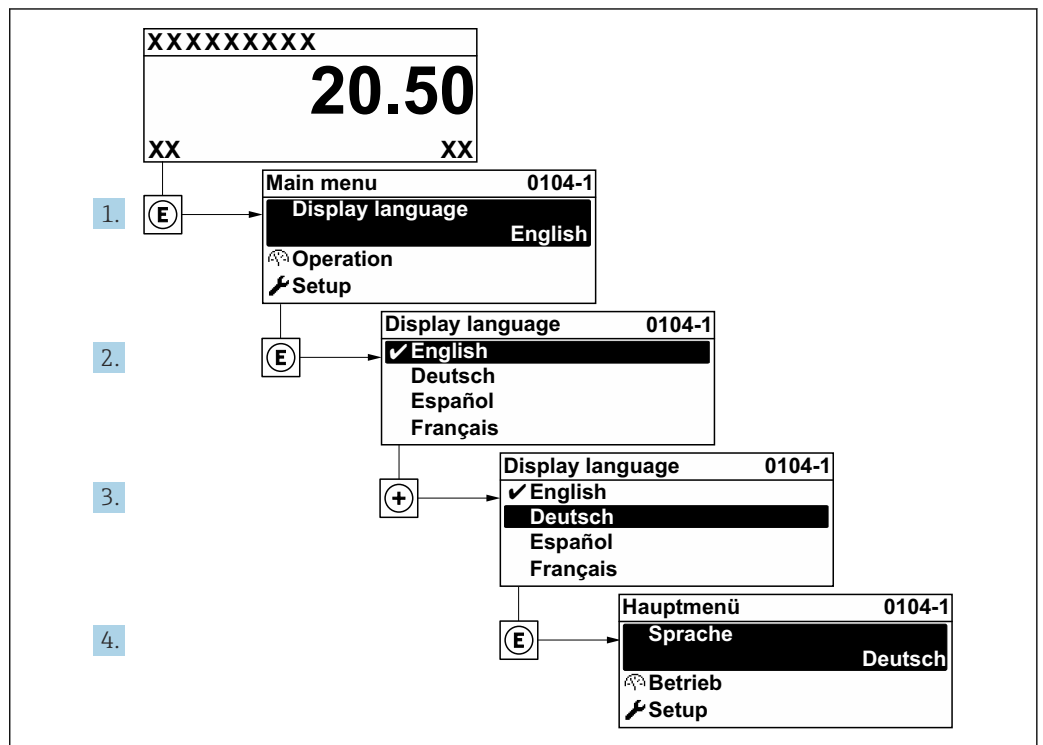 XXXXXXXXX
20.50
XX XX
1. E
Main menu 0104-1
Display language
English
Operation
Setup
2. E
Display language 0104-1
✔ English
Deutsch
Español
Français
3. +
Display language 0104-1
✔ English
Deutsch
Español
Français
4. E
Hauptmenü 0104-1
Sprache
Deutsch
Betrieb
Setup